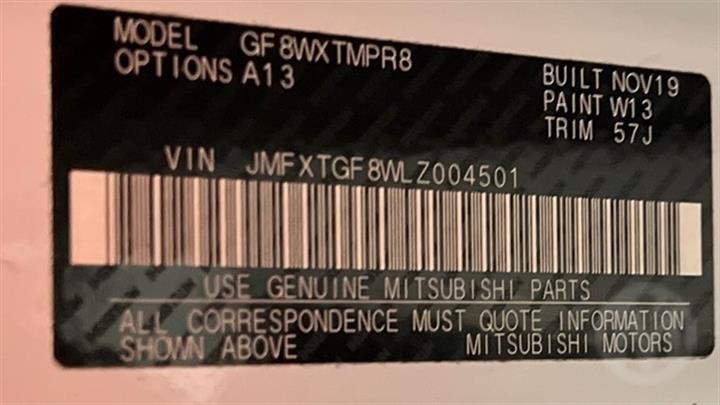 MODEL GF8WXTMPR8
OPTIONS A13
BUILT NOV19
PAINT W13
TRIM 57J
VIN JMFXTGF8WLZ004501
USE GENUINE MITSUBISHI PARTS
ALL CORRESPONDENCE MUST QUOTE INFORMATION
SHOWN ABOVE MITSUBISHI MOTORS